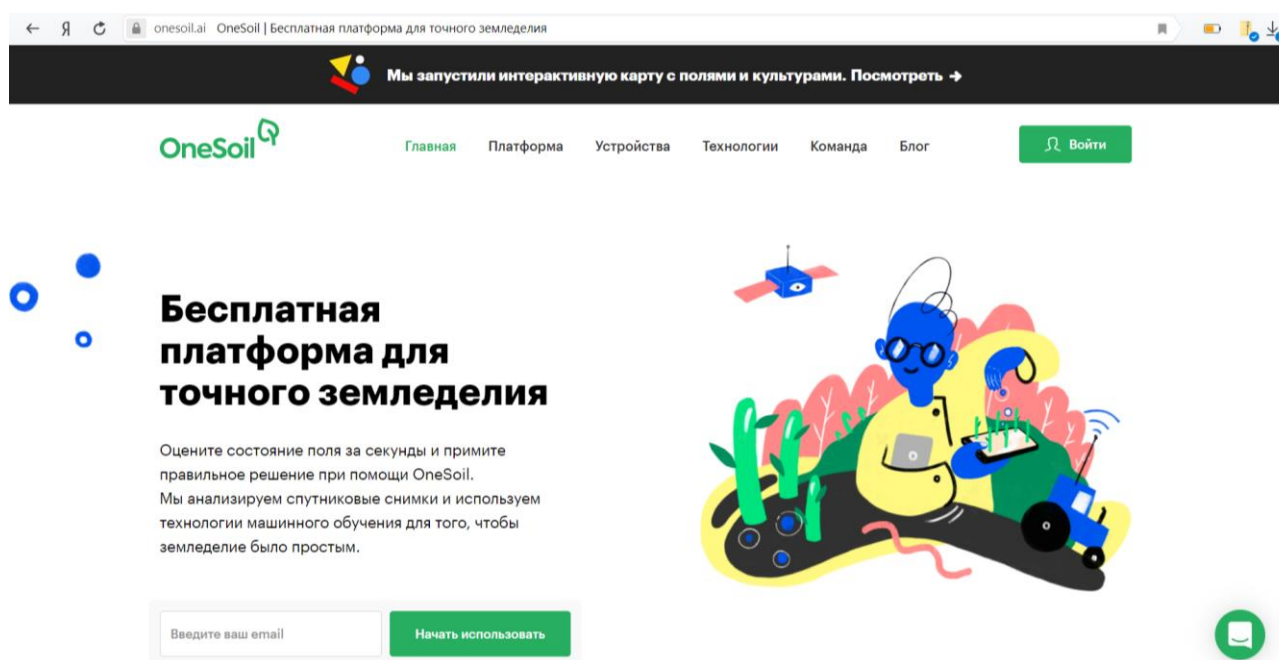 onesoil.ai OneSoil | Бесплатная платформа для точного земледелия
Мы запустили интерактивную карту с полями и культурами. Посмотреть →
OneSoil
Главная Платформа Устройства Технологии Команда Блог
Войти
Бесплатная
платформа для
точного земледелия
Оцените состояние поля за секунды и примите
правильное решение при помощи OneSoil.
Мы анализируем спутниковые снимки и используем
технологии машинного обучения для того, чтобы
земледелие было простым.
Введите ваш email
Начать использовать